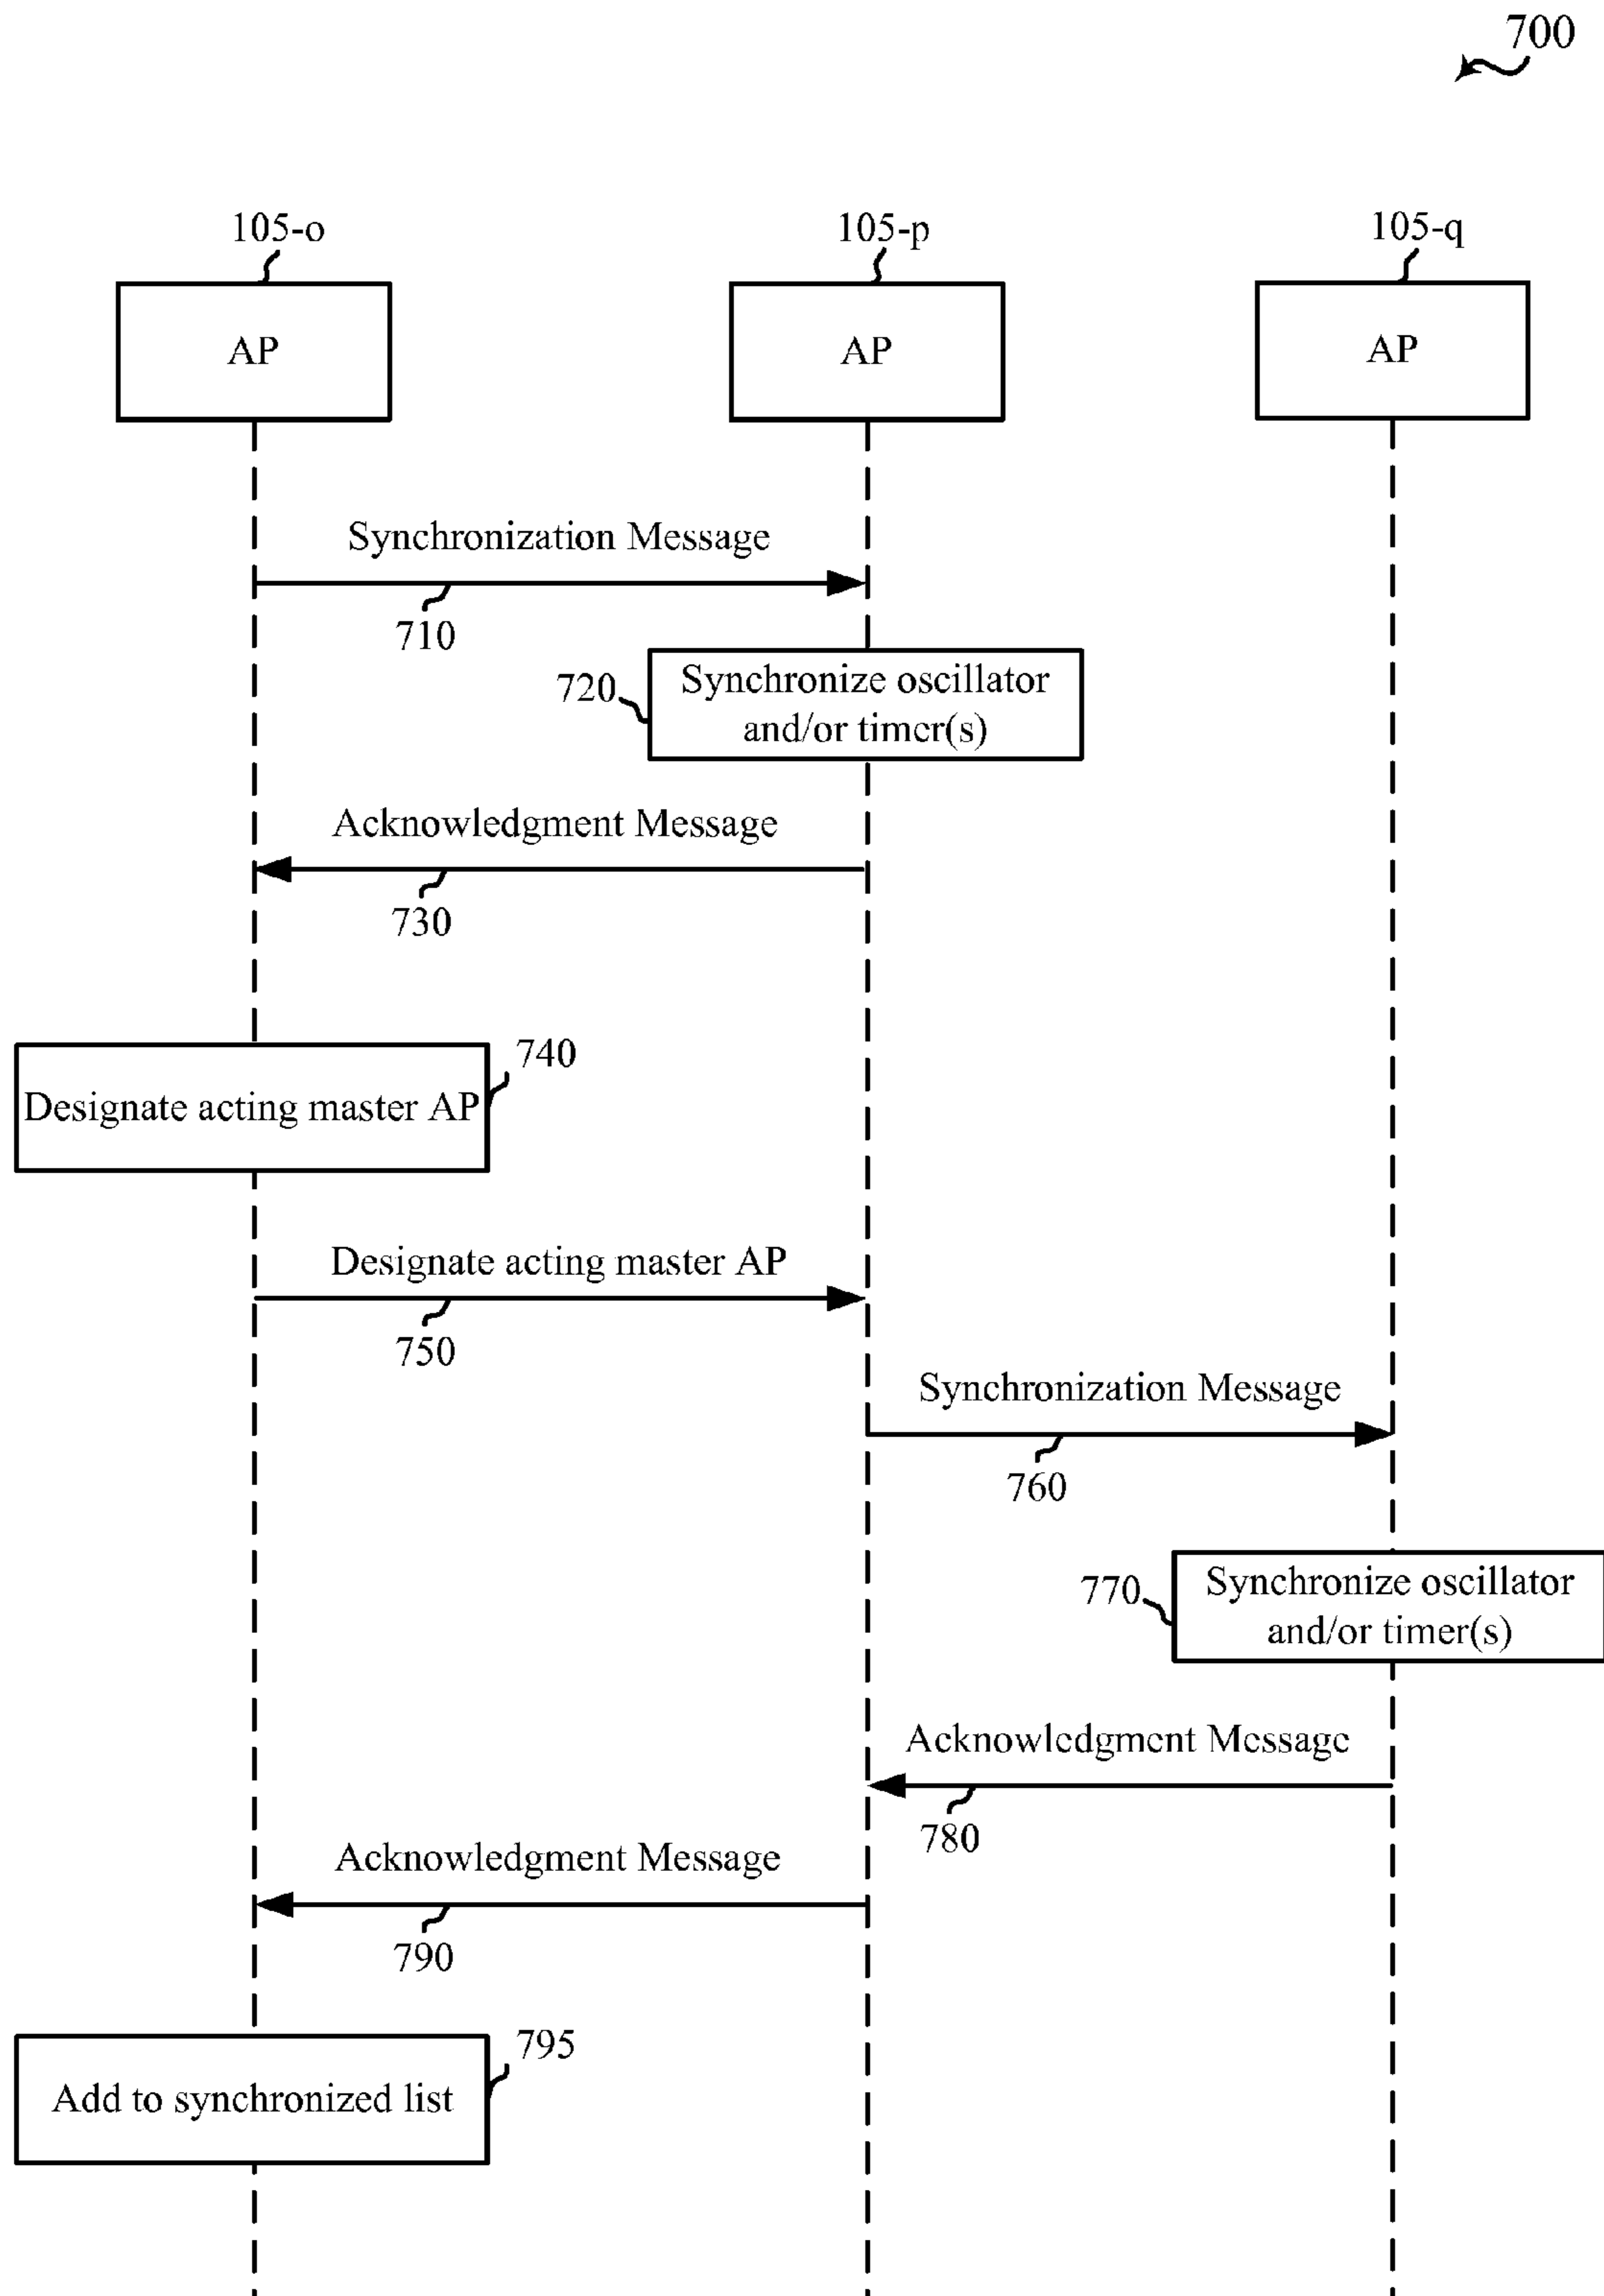 700
105-o
105-p
105-q
AP
AP
AP
Synchronization Message
710
720
Synchronize oscillator
and/or timer(s)
Acknowledgment Message
730
740
Designate acting master AP
Designate acting master AP
750
Synchronization Message
760
770
Synchronize oscillator
and/or timer(s)
Acknowledgment Message
780
Acknowledgment Message
790
795
Add to synchronized list